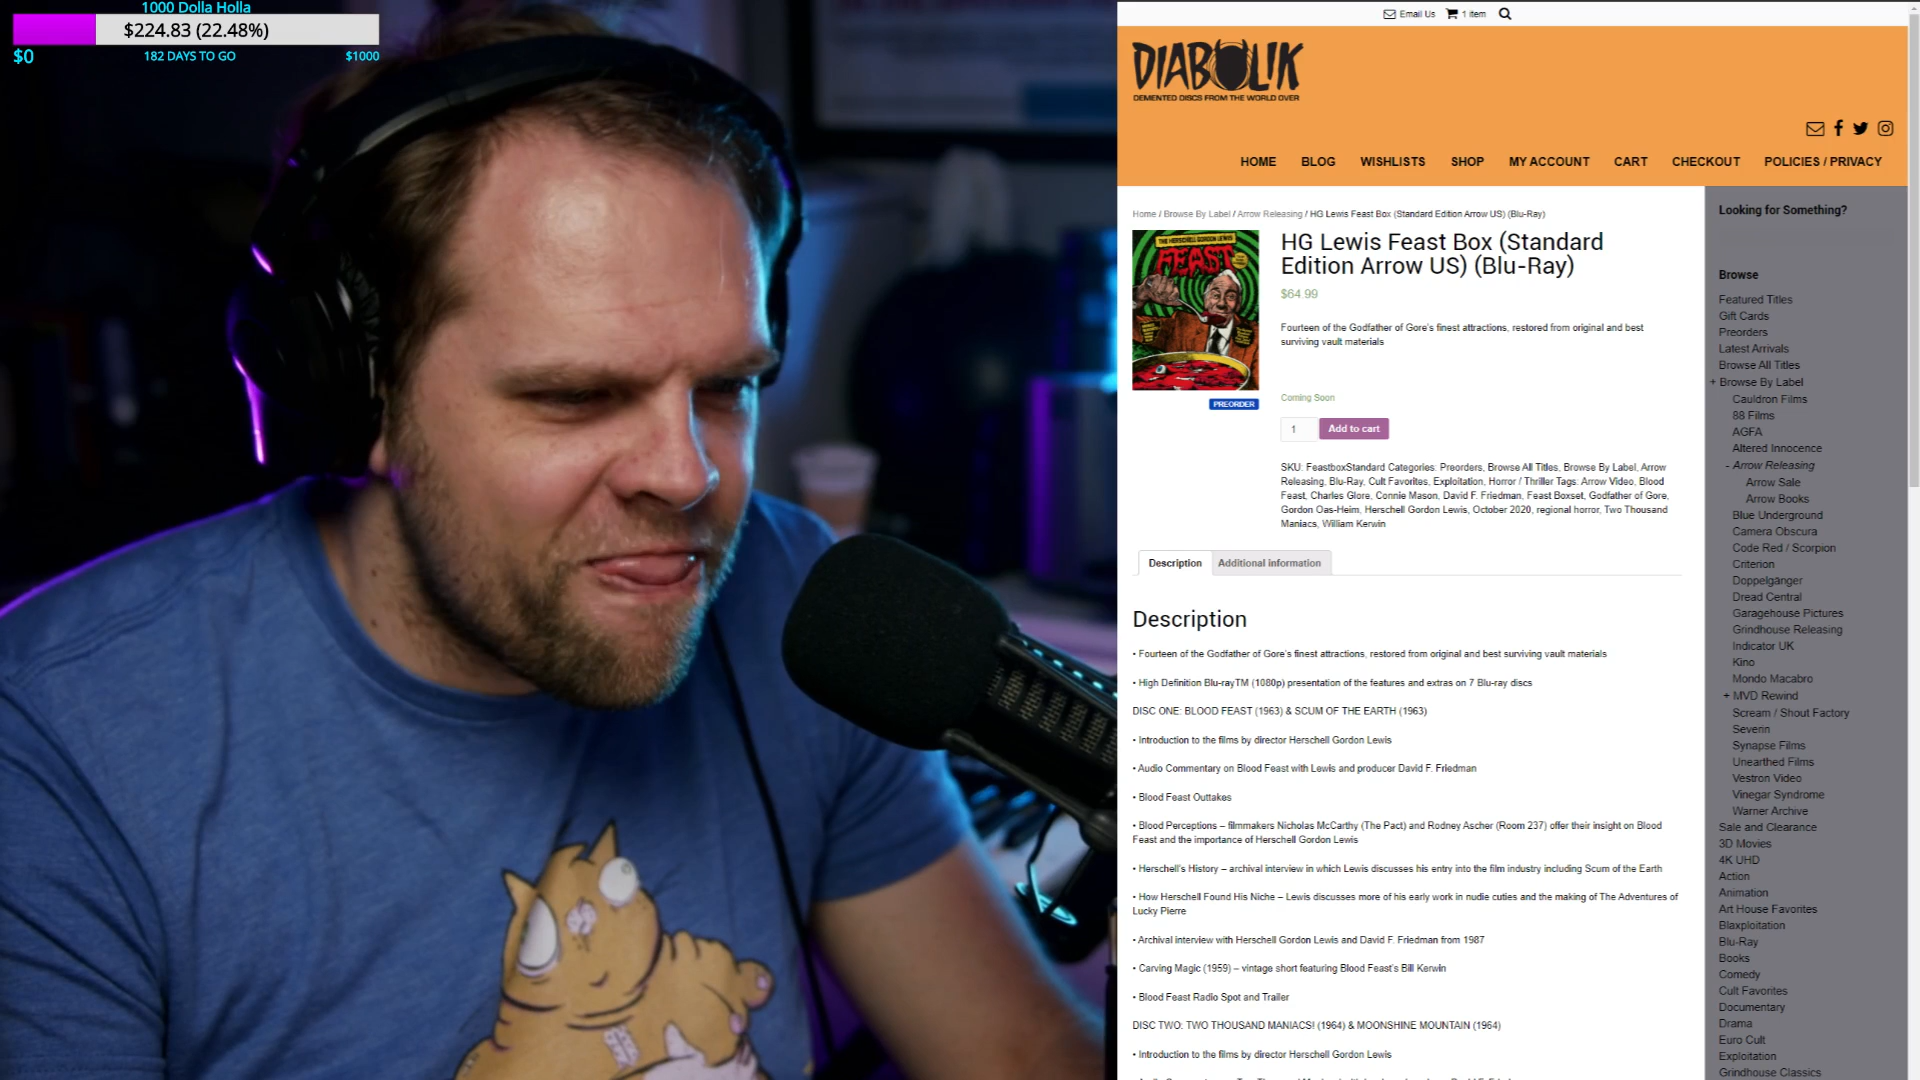 1000 Dolla Holla
$224.83 (22.48%)
$0
182 DAYS TO GO
$1000
Email Us
1 item
DIABOLIK
DEMENTED DISCS FROM THE WORLD OVER
HOME
BLOG
WISHLISTS
SHOP
MY ACCOUNT
CART
CHECKOUT
POLICIES / PRIVACY
Home / Browse By Label / Arrow Releasing / HG Lewis Feast Box (Standard Edition Arrow US) (Blu-Ray)
THE HERSCHELL GORDON LEWIS
FEAST
PREORDER
HG Lewis Feast Box (Standard
Edition Arrow US) (Blu-Ray)
$64.99
Fourteen of the Godfather of Gore's finest attractions, restored from original and best
surviving vault materials
Coming Soon
1
Add to cart
SKU: FeastboxStandard Categories: Preorders, Browse All Titles, Browse By Label, Arrow
Releasing, Blu-Ray, Cult Favorites, Exploitation, Horror / Thriller Tags: Arrow Video, Blood
Feast, Charles Glore, Connie Mason, David F. Friedman, Feast Boxset, Godfather of Gore,
Gordon Oas-Heim, Herschell Gordon Lewis, October 2020, regional horror, Two Thousand
Maniacs, William Kerwin
Description
Additional information
Description
• Fourteen of the Godfather of Gore's finest attractions, restored from original and best surviving vault materials
• High Definition Blu-rayTM (1080p) presentation of the features and extras on 7 Blu-ray discs
DISC ONE: BLOOD FEAST (1963) & SCUM OF THE EARTH (1963)
• Introduction to the films by director Herschell Gordon Lewis
• Audio Commentary on Blood Feast with Lewis and producer David F. Friedman
• Blood Feast Outtakes
• Blood Perceptions – filmmakers Nicholas McCarthy (The Pact) and Rodney Ascher (Room 237) offer their insight on Blood
Feast and the importance of Herschell Gordon Lewis
• Herschell's History – archival interview in which Lewis discusses his entry into the film industry including Scum of the Earth
• How Herschell Found His Niche – Lewis discusses more of his early work in nudie cuties and the making of The Adventures of
Lucky Pierre
• Archival interview with Herschell Gordon Lewis and David F. Friedman from 1987
• Carving Magic (1959) – vintage short featuring Blood Feast's Bill Kerwin
• Blood Feast Radio Spot and Trailer
DISC TWO: TWO THOUSAND MANIACS! (1964) & MOONSHINE MOUNTAIN (1964)
• Introduction to the films by director Herschell Gordon Lewis
Looking for Something?
Browse
Featured Titles
Gift Cards
Preorders
Latest Arrivals
Browse All Titles
+ Browse By Label
Cauldron Films
88 Films
AGFA
Altered Innocence
- Arrow Releasing
Arrow Sale
Arrow Books
Blue Underground
Camera Obscura
Code Red / Scorpion
Criterion
Doppelgänger
Dread Central
Garagehouse Pictures
Grindhouse Releasing
Indicator UK
Kino
Mondo Macabro
+ MVD Rewind
Scream / Shout Factory
Severin
Synapse Films
Unearthed Films
Vestron Video
Vinegar Syndrome
Warner Archive
Sale and Clearance
3D Movies
4K UHD
Action
Animation
Art House Favorites
Blaxploitation
Blu-Ray
Books
Comedy
Cult Favorites
Documentary
Drama
Euro Cult
Exploitation
Grindhouse Classics